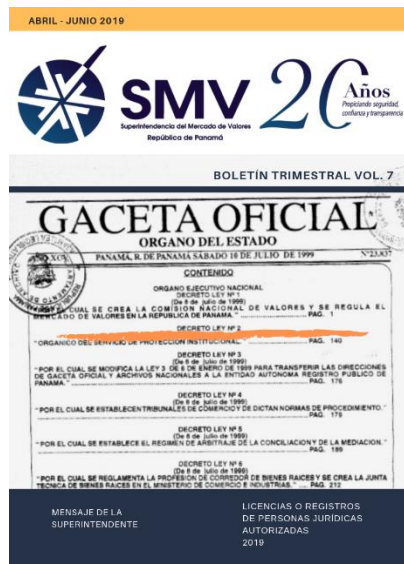 ABRIL - JUNIO 2019
SMV
Superintendencia del Mercado de Valores
República de Panamá
20 Años
Propiciando seguridad,
confianza y transparencia
BOLETÍN TRIMESTRAL VOL. 7
GACETA OFICIAL
ORGANO DEL ESTADO
PANAMÁ, R. DE PANAMÁ SÁBADO 10 DE JULIO DE 1999
Nº23,837
CONTENIDO
ORGANO EJECUTIVO NACIONAL
DECRETO LEY Nº 1
(De 8 de julio de 1999)
CUAL SE CREA LA COMISION NACIONAL DE VALORES Y SE REGULA EL
MERCADO DE VALORES EN LA REPUBLICA DE PANAMA." PAG. 1
DECRETO LEY Nº 2
"ORGANICO DEL SERVICIO DE PROTECCION INSTITUCIONAL." PAG. 140
DECRETO LEY Nº 3
(De 8 de julio de 1999)
"POR EL CUAL SE MODIFICA LA LEY 3 DE 6 DE ENERO DE 1999 PARA TRANSFERIR LAS DIRECCIONES
DE GACETA OFICIAL Y ARCHIVOS NACIONALES A LA ENTIDAD AUTONOMA REGISTRO PUBLICO DE
PANAMA." PAG. 176
DECRETO LEY Nº 4
(De 8 de julio de 1999)
"POR EL CUAL SE ESTABLECEN TRIBUNALES DE COMERCIO Y DE DICTAN NORMAS DE PROCEDIMIENTO."
PAG. 179
DECRETO LEY Nº 5
(De 8 de julio de 1999)
"POR EL CUAL SE ESTABLECE EL REGIMEN DE ARBITRAJE DE LA CONCILIACION Y DE LA MEDIACION."
PAG. 189
DECRETO LEY Nº 6
(De 8 de julio de 1999)
"POR EL CUAL SE REGLAMENTA LA PROFESION DE CORREDOR DE BIENES RAICES Y SE CREA LA JUNTA
TECNICA DE BIENES RAICES EN EL MINISTERIO DE COMERCIO E INDUSTRIAS." .... PAG. 212
MENSAJE DE LA
SUPERINTENDENTE
LICENCIAS O REGISTROS
DE PERSONAS JURÍDICAS
AUTORIZADAS
2019